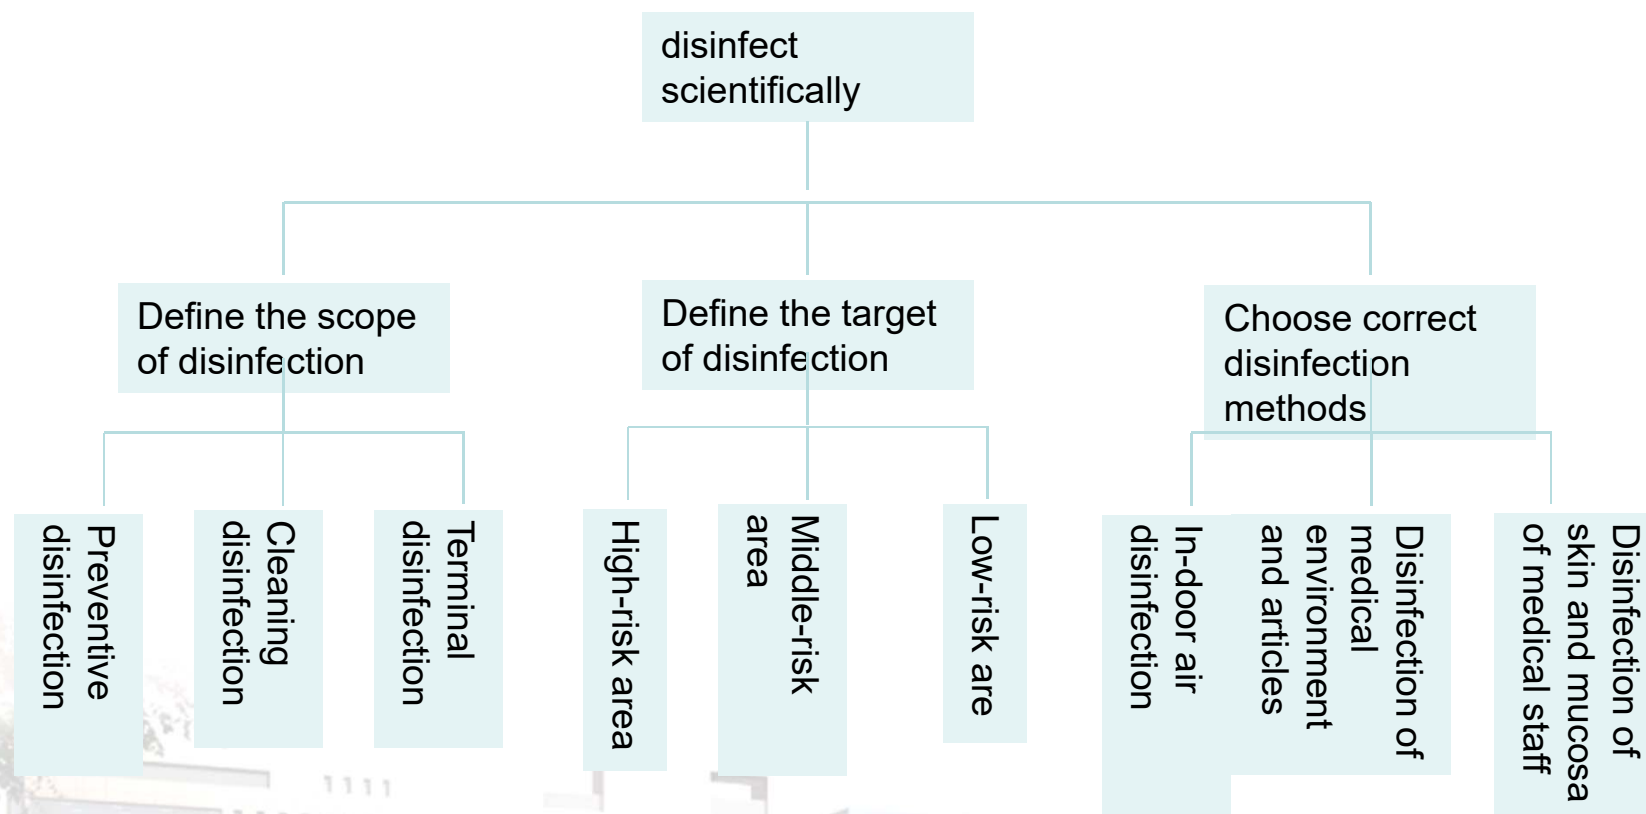 disinfect
scientifically
Define the scope
of disinfection
Define the target
of disinfection
Choose correct
disinfection
methods
Preventive
disinfection
Cleaning
disinfection
Terminal
disinfection
High-risk area
Middle-risk
area
Low-risk are
In-door air
disinfection
Disinfection of
medical
environment
and articles
Disinfection of
skin and mucosa
of medical staff